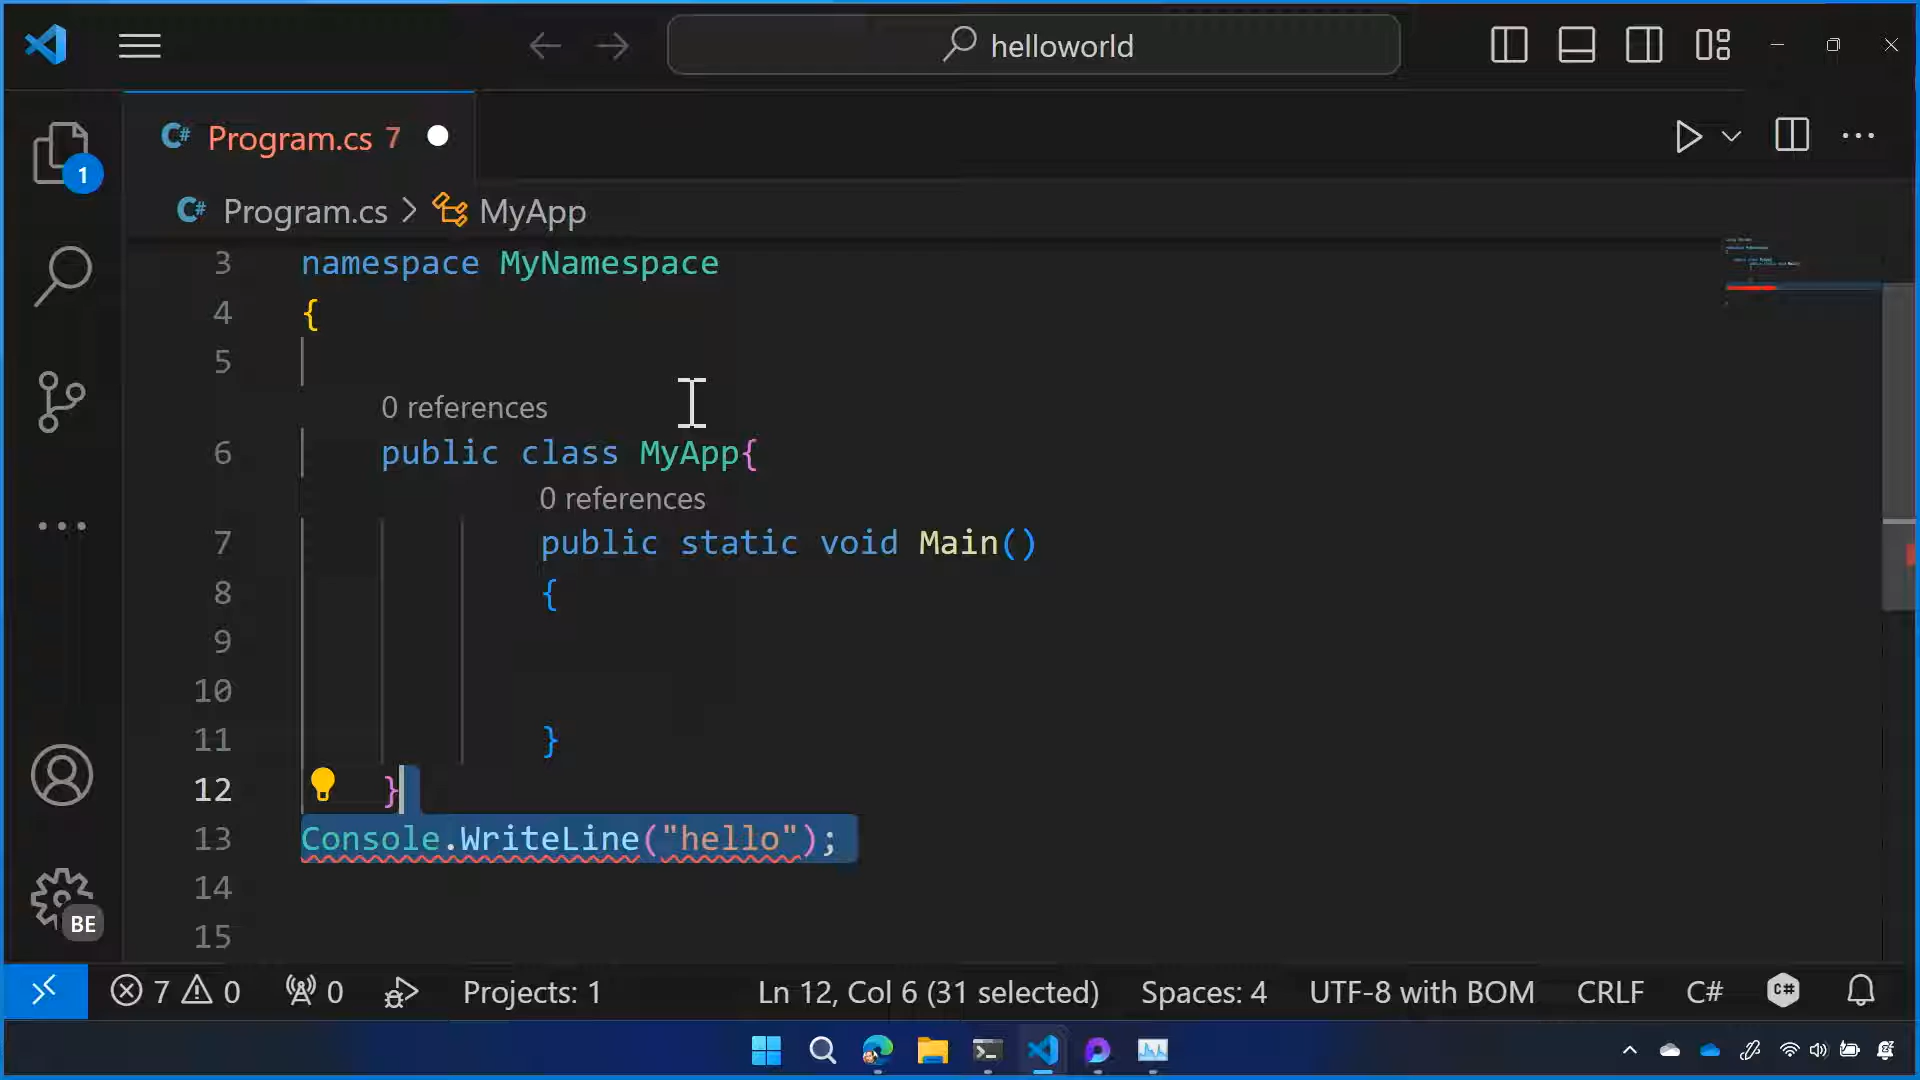 helloworld
C# Program.cs 7
1
C# Program.cs > MyApp
3 namespace MyNamespace
4 {
5
0 references
6 public class MyApp{
0 references
7 public static void Main()
8 {
9
10
11 }
12 }
13 Console.WriteLine("hello");
14
15
BE
7 0 0 Projects: 1 Ln 12, Col 6 (31 selected) Spaces: 4 UTF-8 with BOM CRLF C# C#